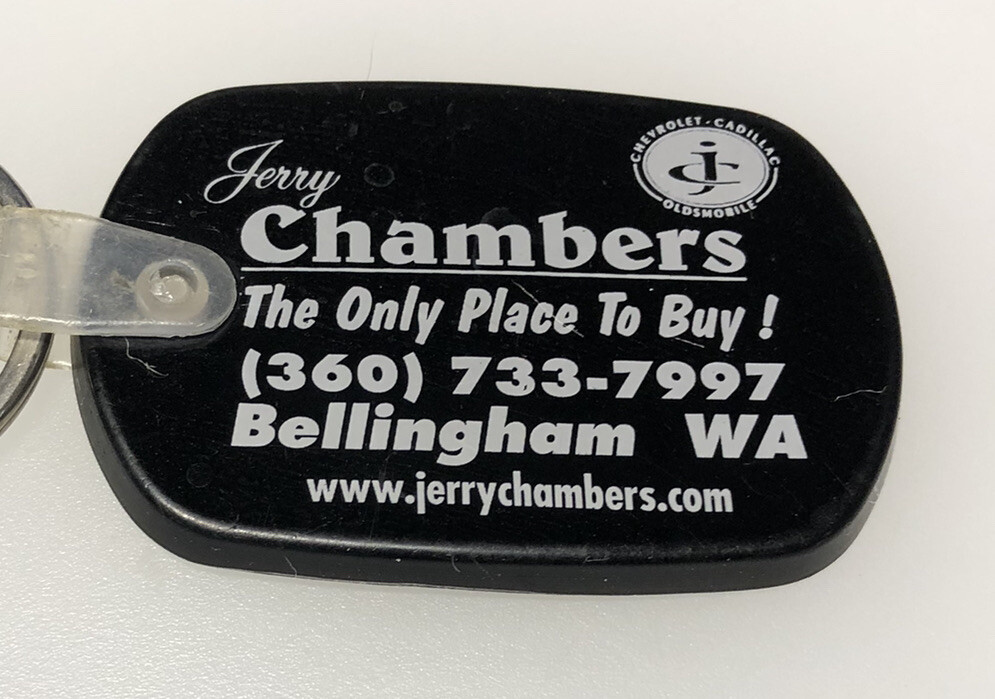 Jerry
Chambers
CHEVROLET · CADILLAC
jc
OLDSMOBILE
The Only Place To Buy !
(360) 733-7997
Bellingham WA
www.jerrychambers.com